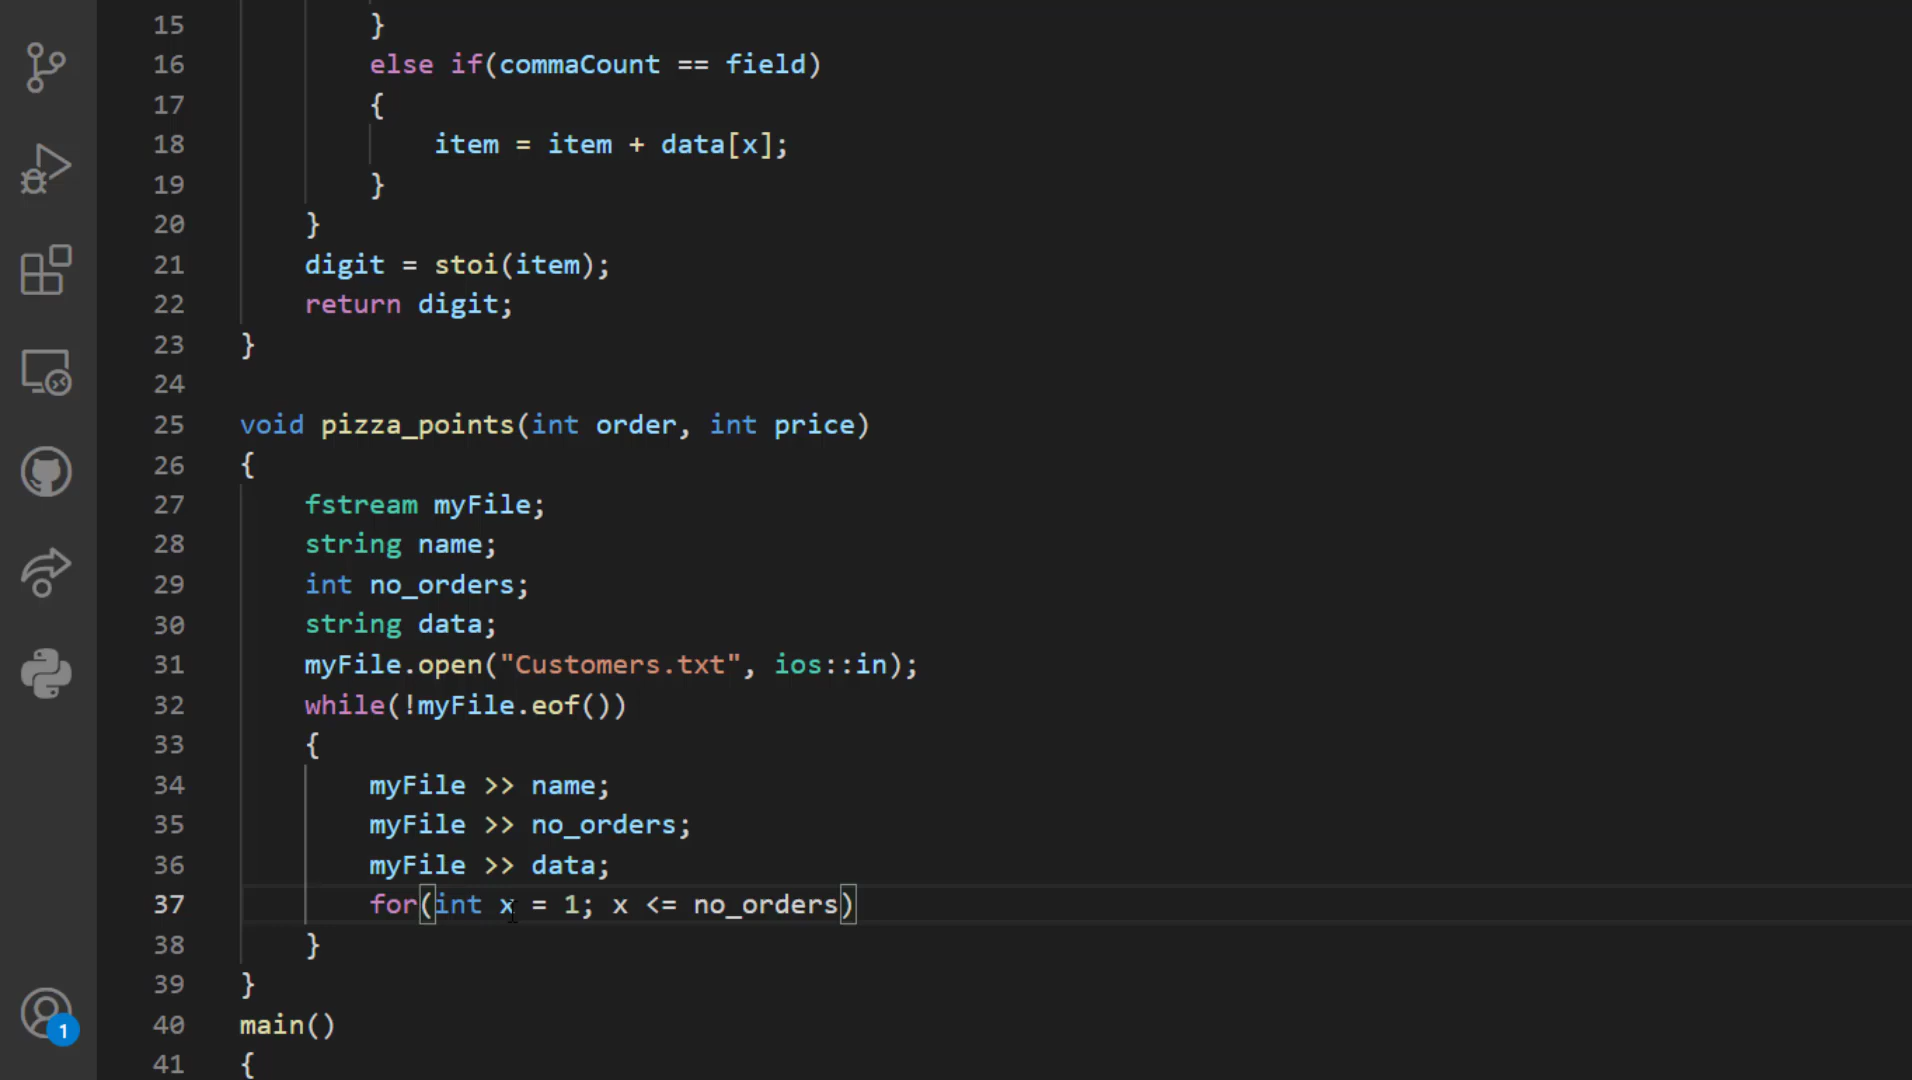 15 }
16 else if(commaCount == field)
17 {
18 item = item + data[x];
19 }
20 }
21 digit = stoi(item);
22 return digit;
23 }
24
25 void pizza_points(int order, int price)
26 {
27 fstream myFile;
28 string name;
29 int no_orders;
30 string data;
31 myFile.open("Customers.txt", ios::in);
32 while(!myFile.eof())
33 {
34 myFile >> name;
35 myFile >> no_orders;
36 myFile >> data;
37 for(int x = 1; x <= no_orders)
38 }
39 }
40 main()
41 {
1